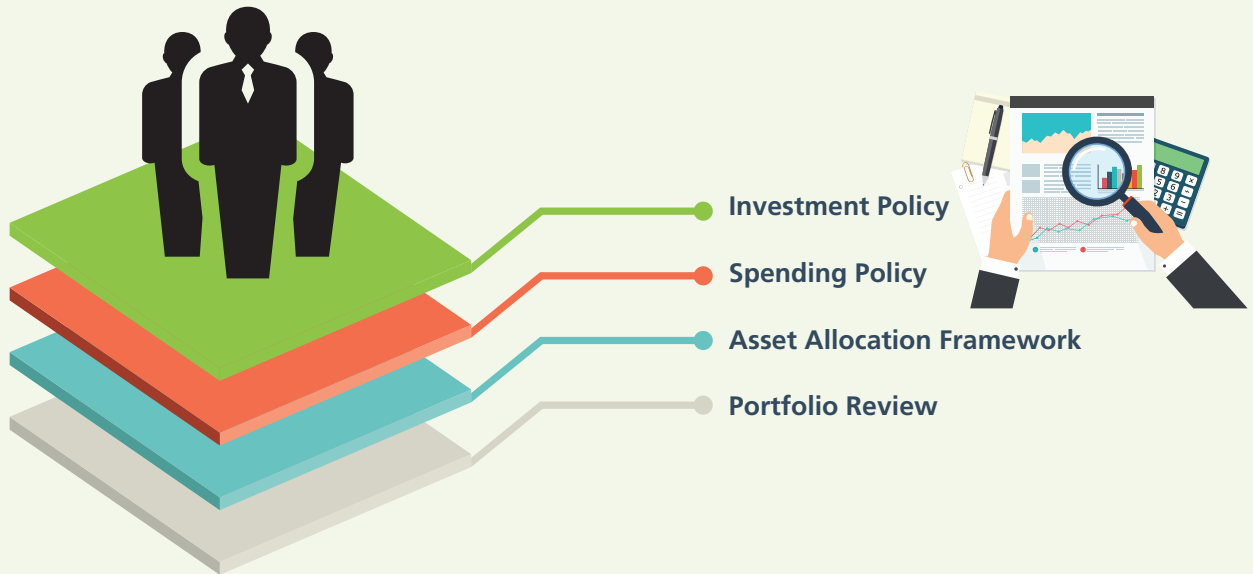 Investment Policy
Spending Policy
Asset Allocation Framework
Portfolio Review